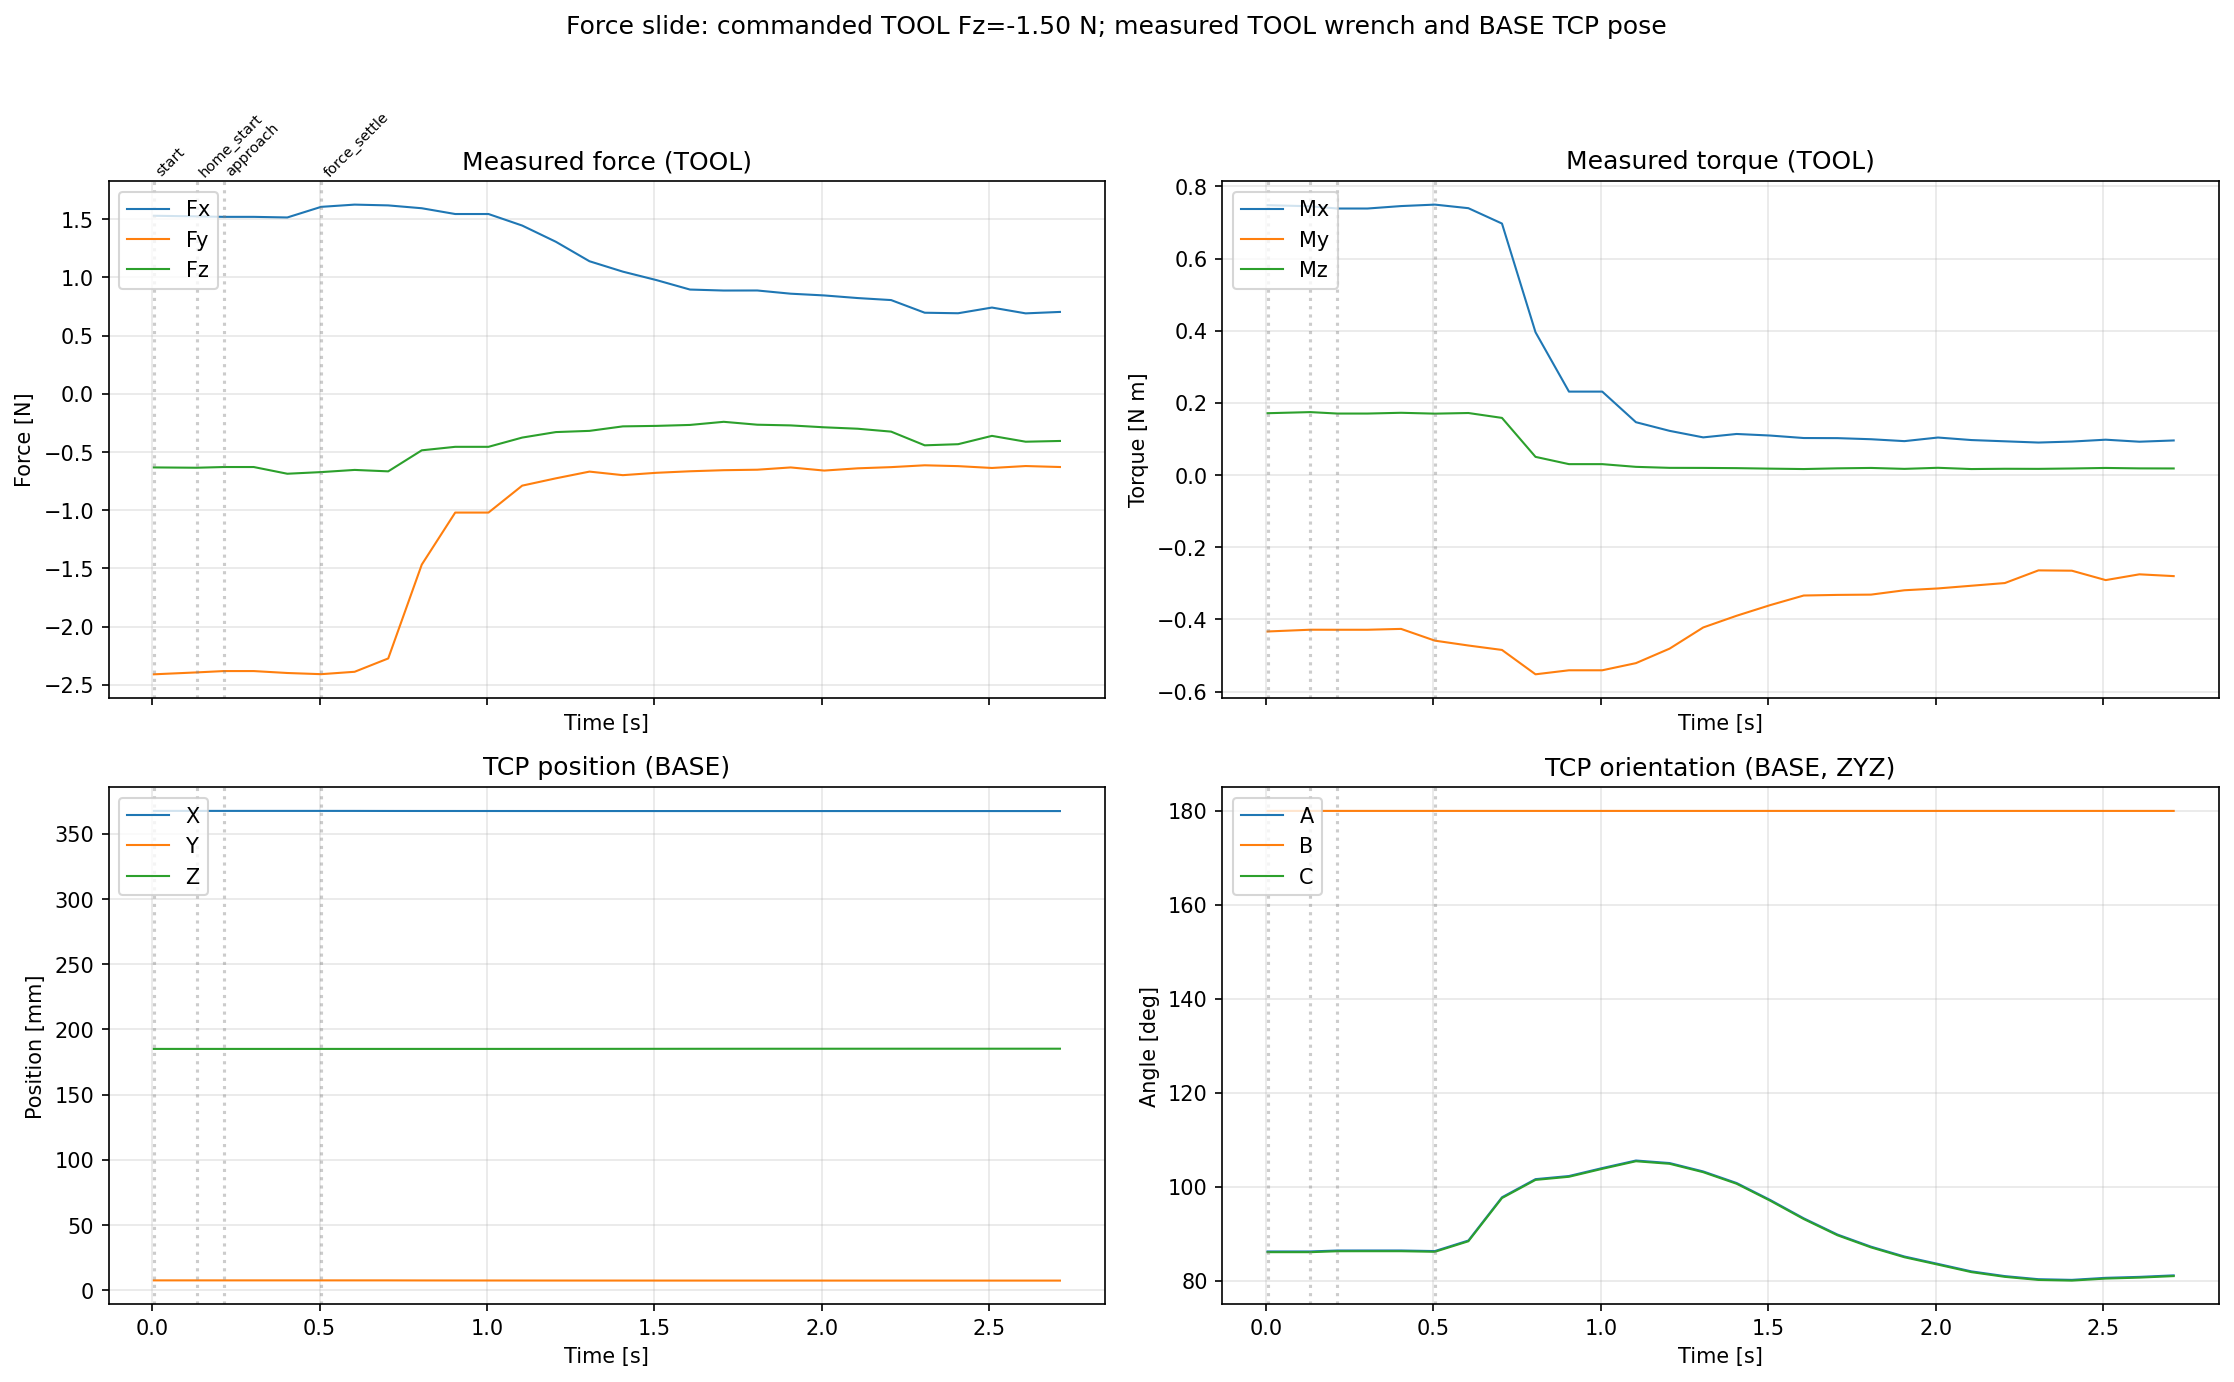 Force slide: commanded TOOL Fz=-1.50 N; measured TOOL wrench and BASE TCP pose
start
home_start
approach
force_settle
Measured force (TOOL)
Fx
Fy
Fz
1.5
1.0
0.5
0.0
−0.5
−1.0
−1.5
−2.0
−2.5
Force [N]
Time [s]
Measured torque (TOOL)
Mx
My
Mz
0.8
0.6
0.4
0.2
0.0
−0.2
−0.4
−0.6
Torque [N m]
Time [s]
TCP position (BASE)
X
Y
Z
350
300
250
200
150
100
50
0
Position [mm]
0.0 0.5 1.0 1.5 2.0 2.5
Time [s]
TCP orientation (BASE, ZYZ)
A
B
C
180
160
140
120
100
80
Angle [deg]
0.0 0.5 1.0 1.5 2.0 2.5
Time [s]